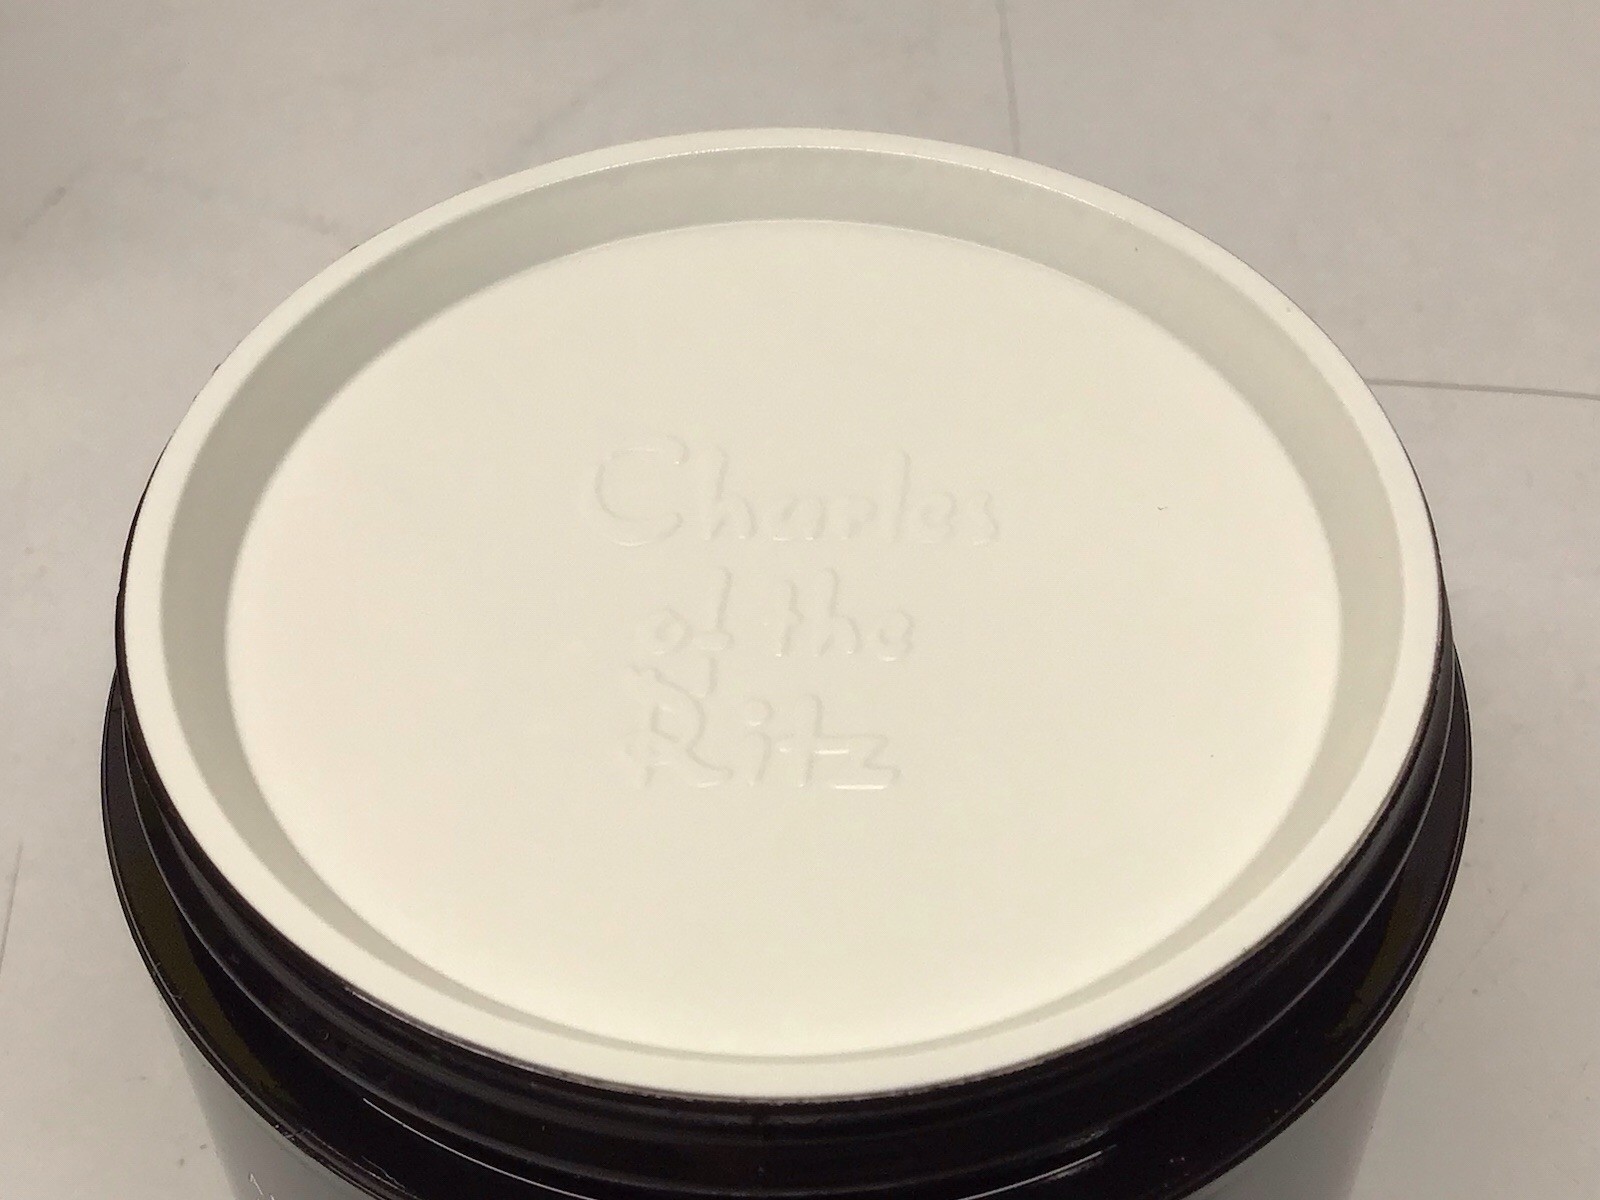 Charles
of the
Ritz